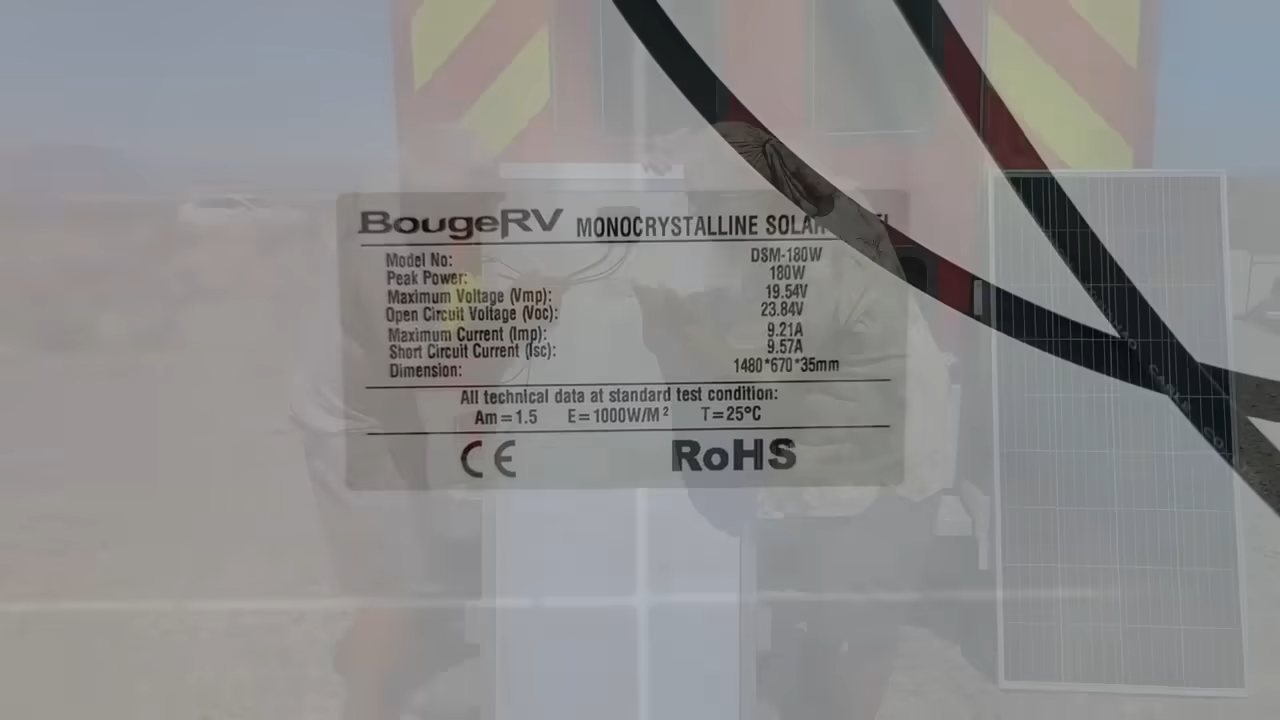 BougeRV MONOCRYSTALLINE SOLAR
Model No: DSM-180W
Peak Power: 180W
Maximum Voltage (Vmp): 19.54V
Open Circuit Voltage (Voc): 23.84V
Maximum Current (Imp): 9.21A
Short Circuit Current (Isc): 9.57A
Dimension: 1480*670*35mm
All technical data at standard test condition:
Am=1.5 E=1000W/M² T=25°C
CE RoHS